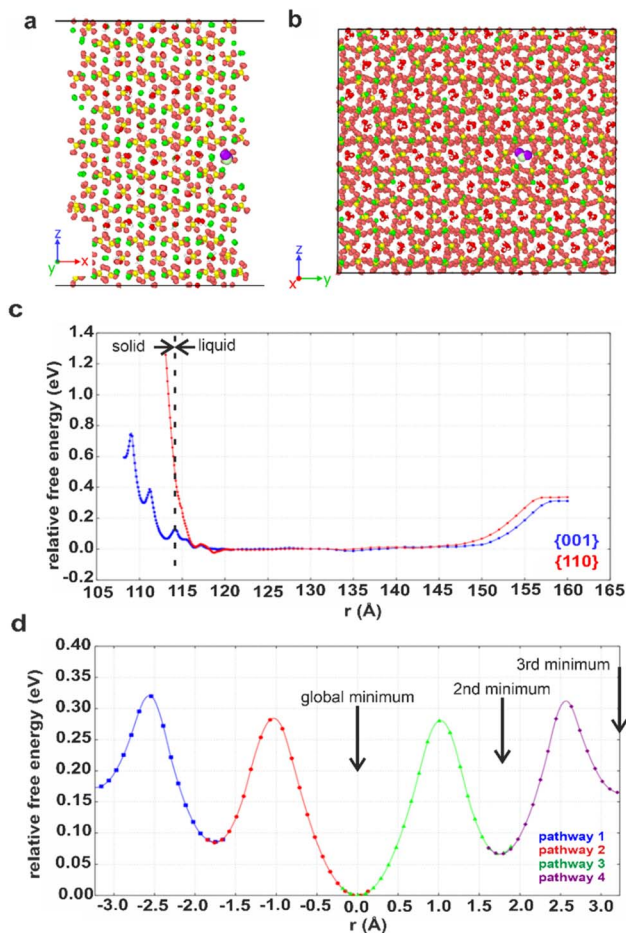 a
b
z
y
x
z
x
y
c
relative free energy (eV)
1.4
1.2
1.0
0.8
0.6
0.4
0.2
0.0
-0.2
solid
liquid
{001}
{110}
105 110 115 120 125 130 135 140 145 150 155 160 165
r (Å)
d
relative free energy (eV)
0.40
0.35
0.30
0.25
0.20
0.15
0.10
0.05
0.00
3rd minimum
global minimum
2nd minimum
pathway 1
pathway 2
pathway 3
pathway 4
-3.0 -2.5 -2.0 -1.5 -1.0 -0.5 0.0 0.5 1.0 1.5 2.0 2.5 3.0
r (Å)